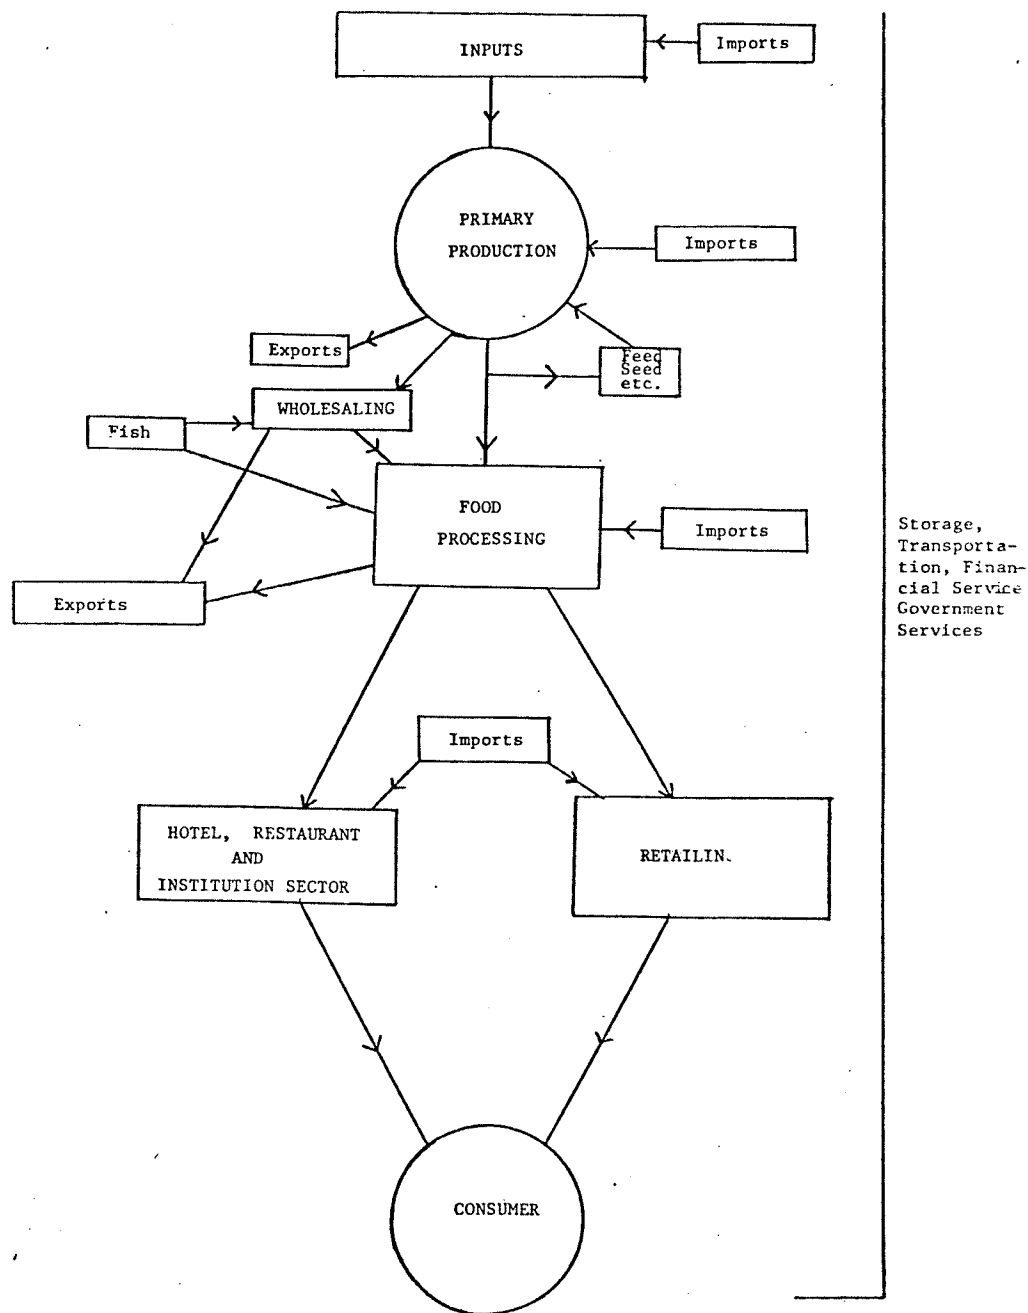 INPUTS
Imports
PRIMARY
PRODUCTION
Imports
Exports
Feed
Seed
etc.
WHOLESALING
Fish
FOOD
PROCESSING
Imports
Exports
Storage,
Transporta-
tion, Finan-
cial Service
Government
Services
Imports
HOTEL, RESTAURANT
AND
INSTITUTION SECTOR
RETAILIN
CONSUMER